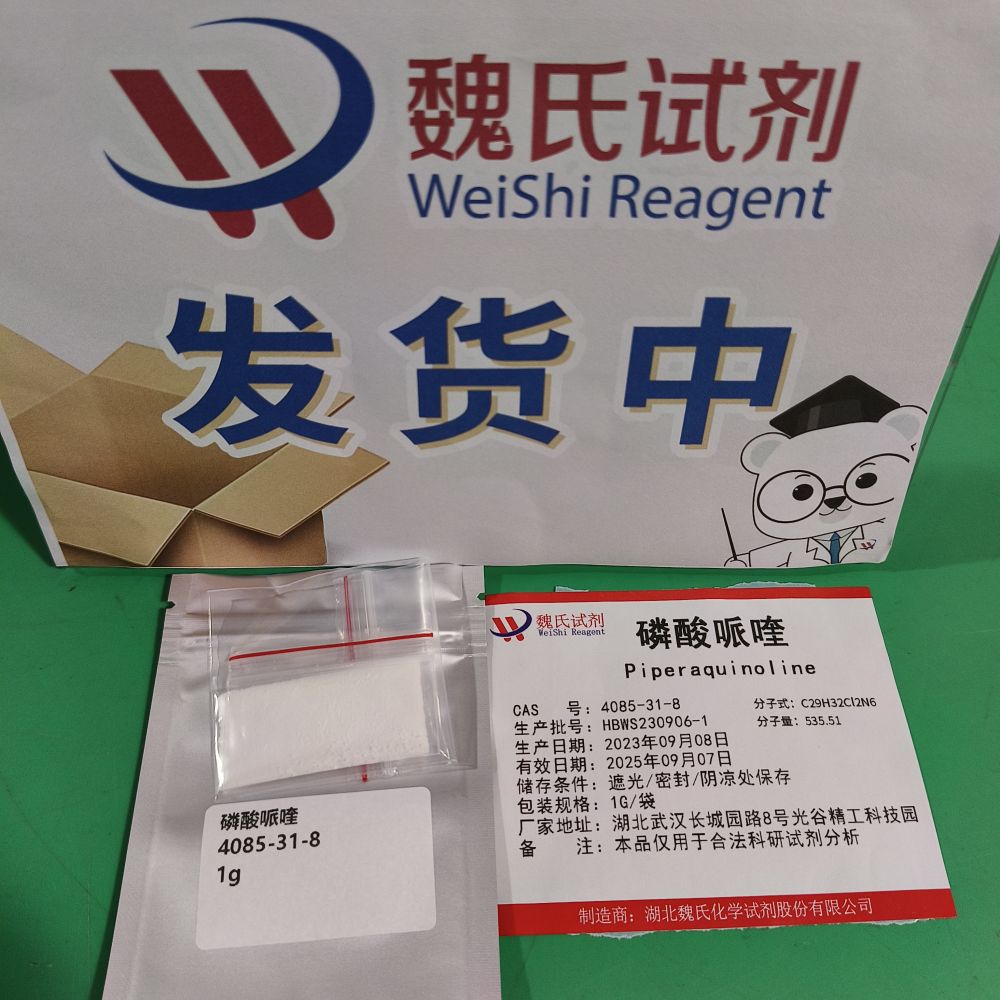 魏氏试剂
WeiShi Reagent
发货中
魏氏试剂
WeiShi Reagent
磷酸哌喹
Piperaquinoline
CAS 号：4085-31-8
分子式：C29H32Cl2N6
生产批号：HBWS230906-1
分子量：535.51
生产日期：2023年09月08日
有效日期：2025年09月07日
储存条件：遮光/密封/阴凉处保存
包装规格：1G/袋
厂家地址：湖北武汉长城园路8号光谷精工科技园
备 注：本品仅用于合法科研试剂分析
制造商：湖北魏氏化学试剂股份有限公司
磷酸哌喹
4085-31-8
1g